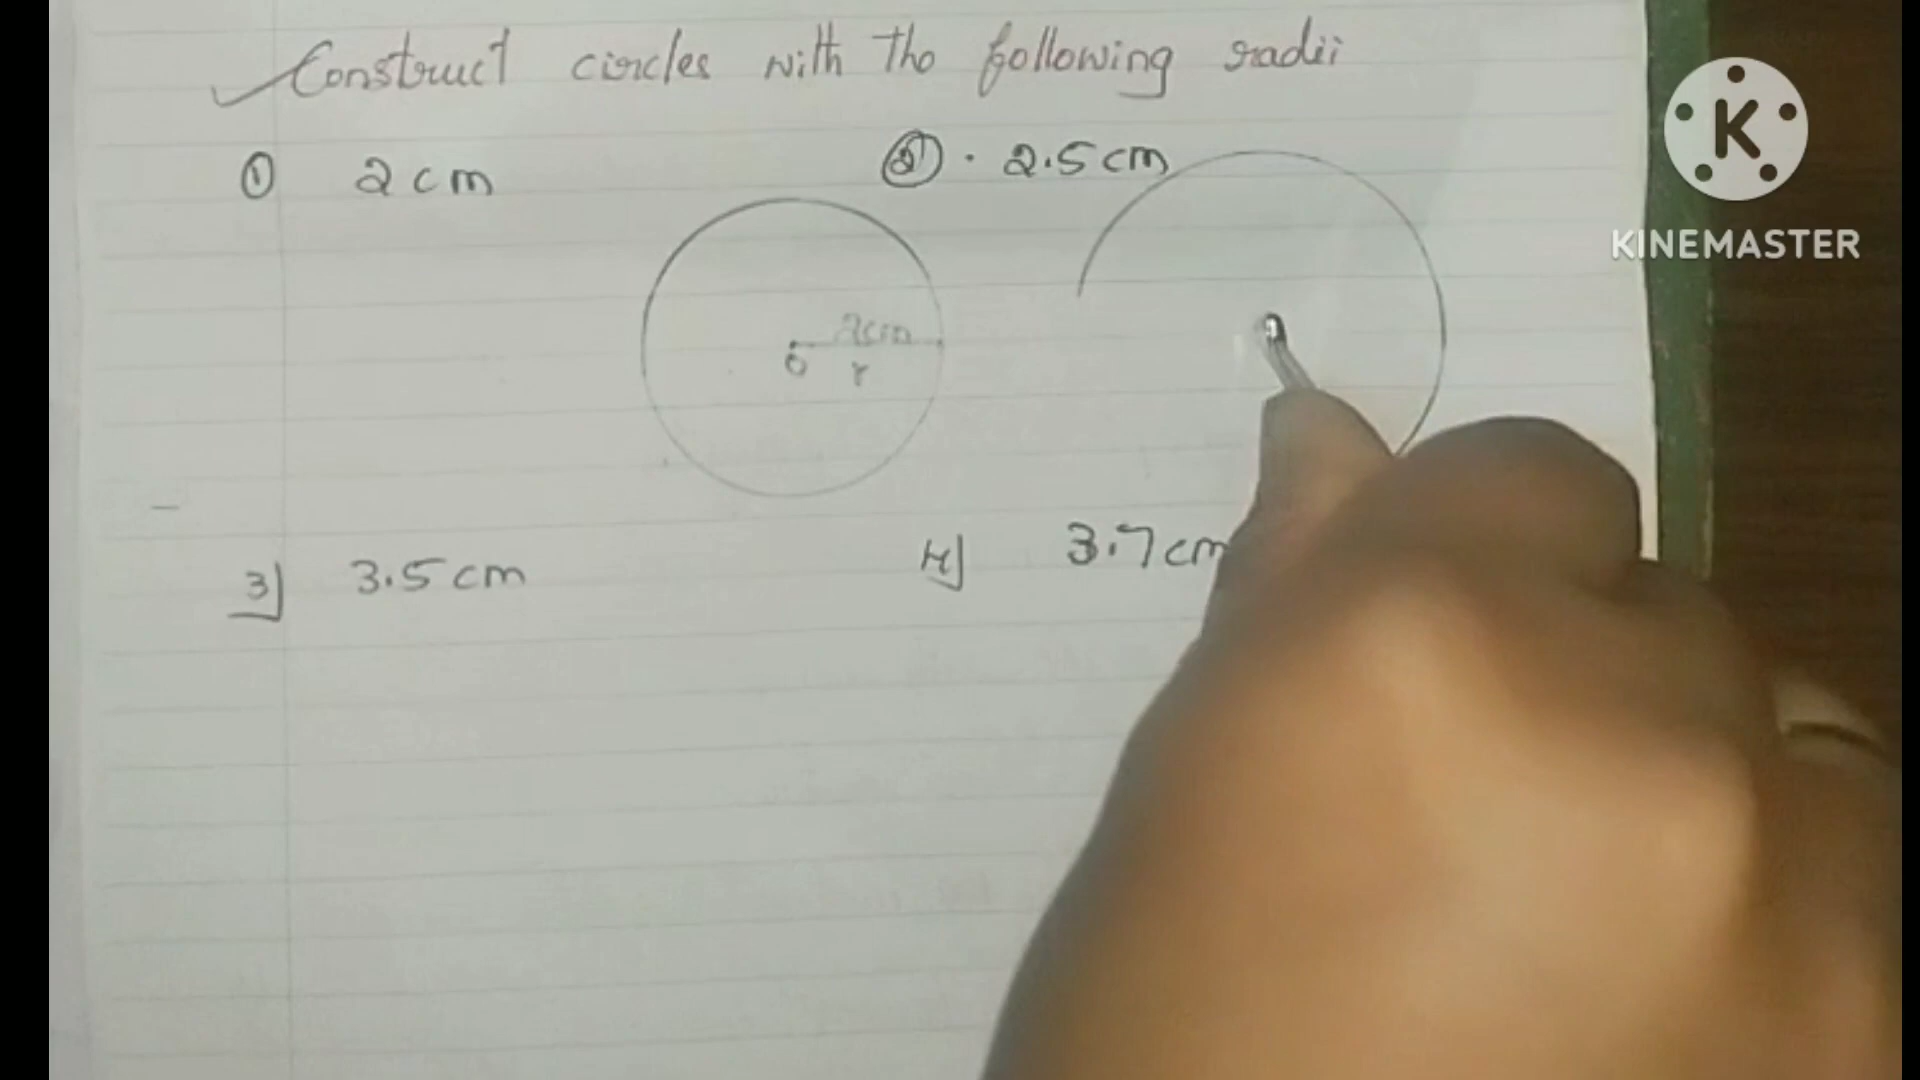 Construct circles with the following radii
① 2 cm
② . 2.5 cm
2cm
O r
3) 3.5 cm
4) 3.7 cm
K
KINEMASTER